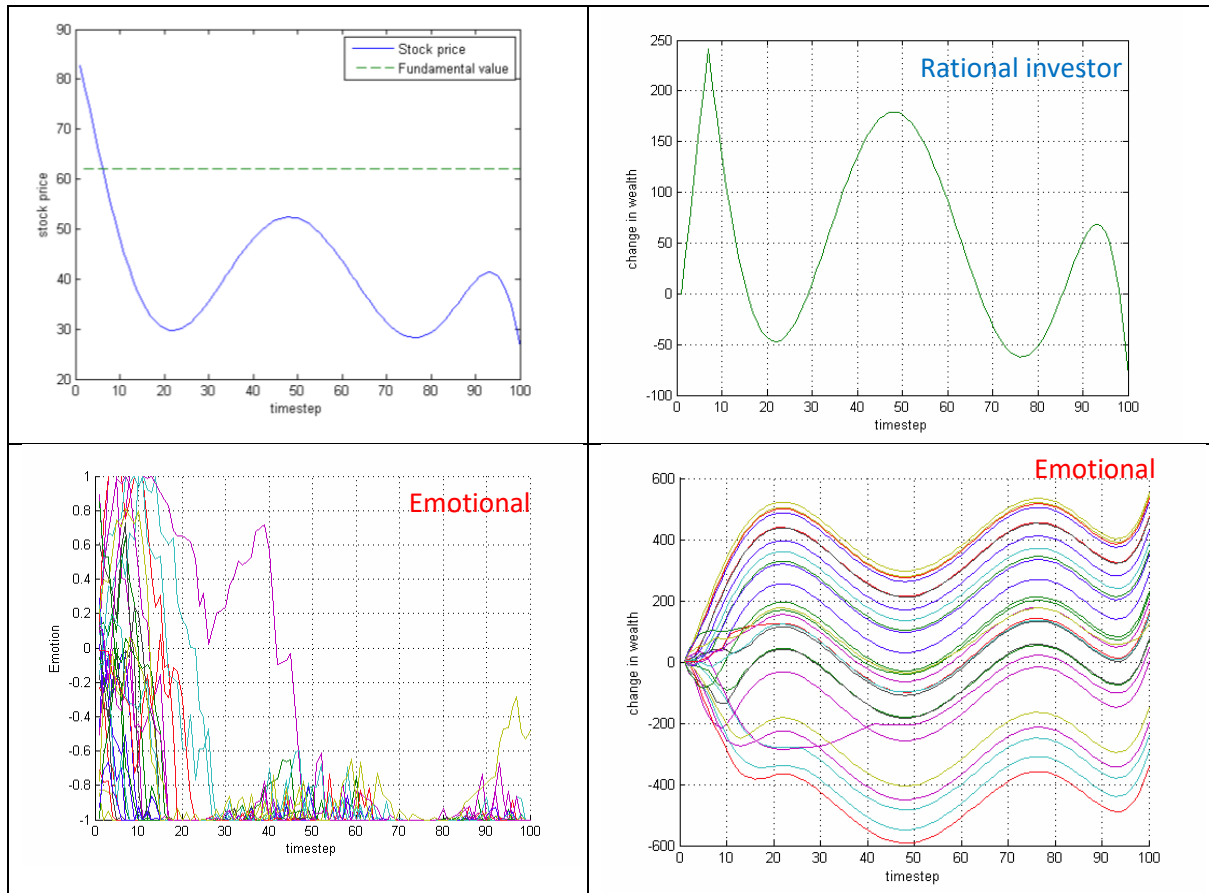 90
80
70
60
50
40
30
20
0 10 20 30 40 50 60 70 80 90 100
stock price
timestep
Stock price
Fundamental value
250
200
150
100
50
0
-50
-100
0 10 20 30 40 50 60 70 80 90 100
change in wealth
timestep
Rational investor
1
0.8
0.6
0.4
0.2
0
-0.2
-0.4
-0.6
-0.8
-1
0 10 20 30 40 50 60 70 80 90 100
Emotion
timestep
Emotional
600
400
200
0
-200
-400
-600
0 10 20 30 40 50 60 70 80 90 100
change in wealth
timestep
Emotional